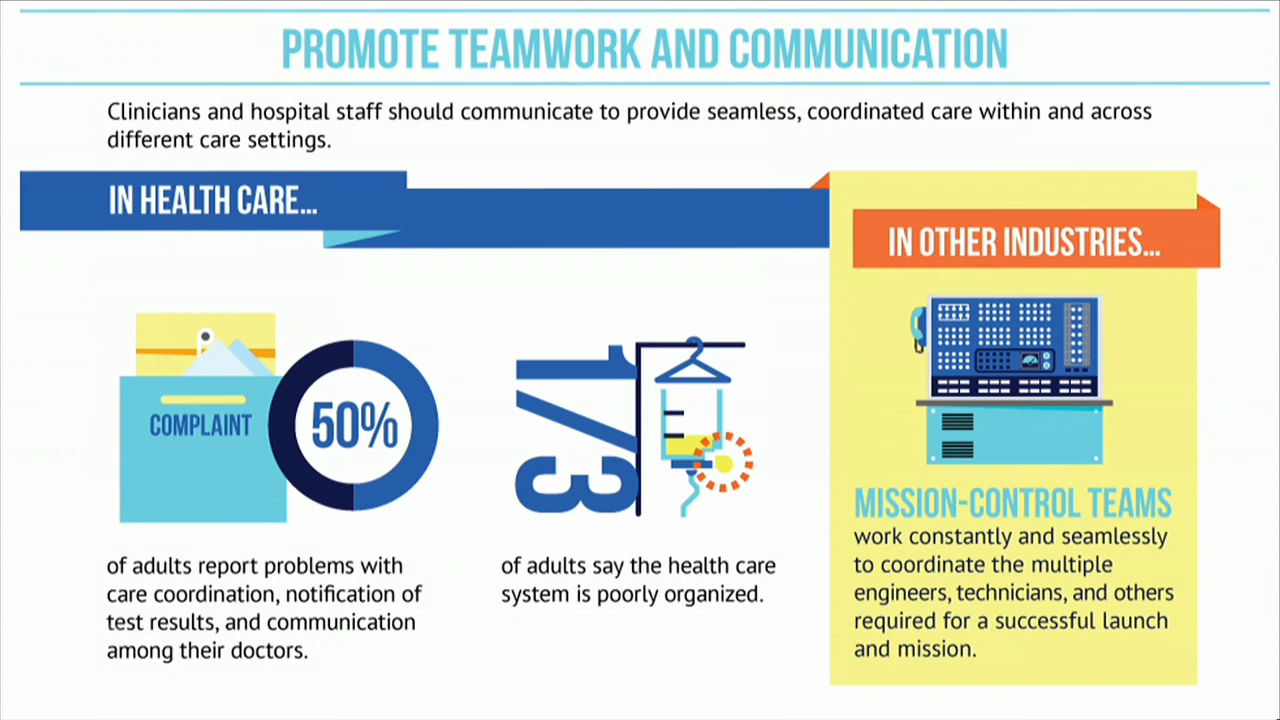 PROMOTE TEAMWORK AND COMMUNICATION
Clinicians and hospital staff should communicate to provide seamless, coordinated care within and across
different care settings.
IN HEALTH CARE...
COMPLAINT
50%
of adults report problems with
care coordination, notification of
test results, and communication
among their doctors.
1/3
of adults say the health care
system is poorly organized.
IN OTHER INDUSTRIES...
MISSION-CONTROL TEAMS
work constantly and seamlessly
to coordinate the multiple
engineers, technicians, and others
required for a successful launch
and mission.